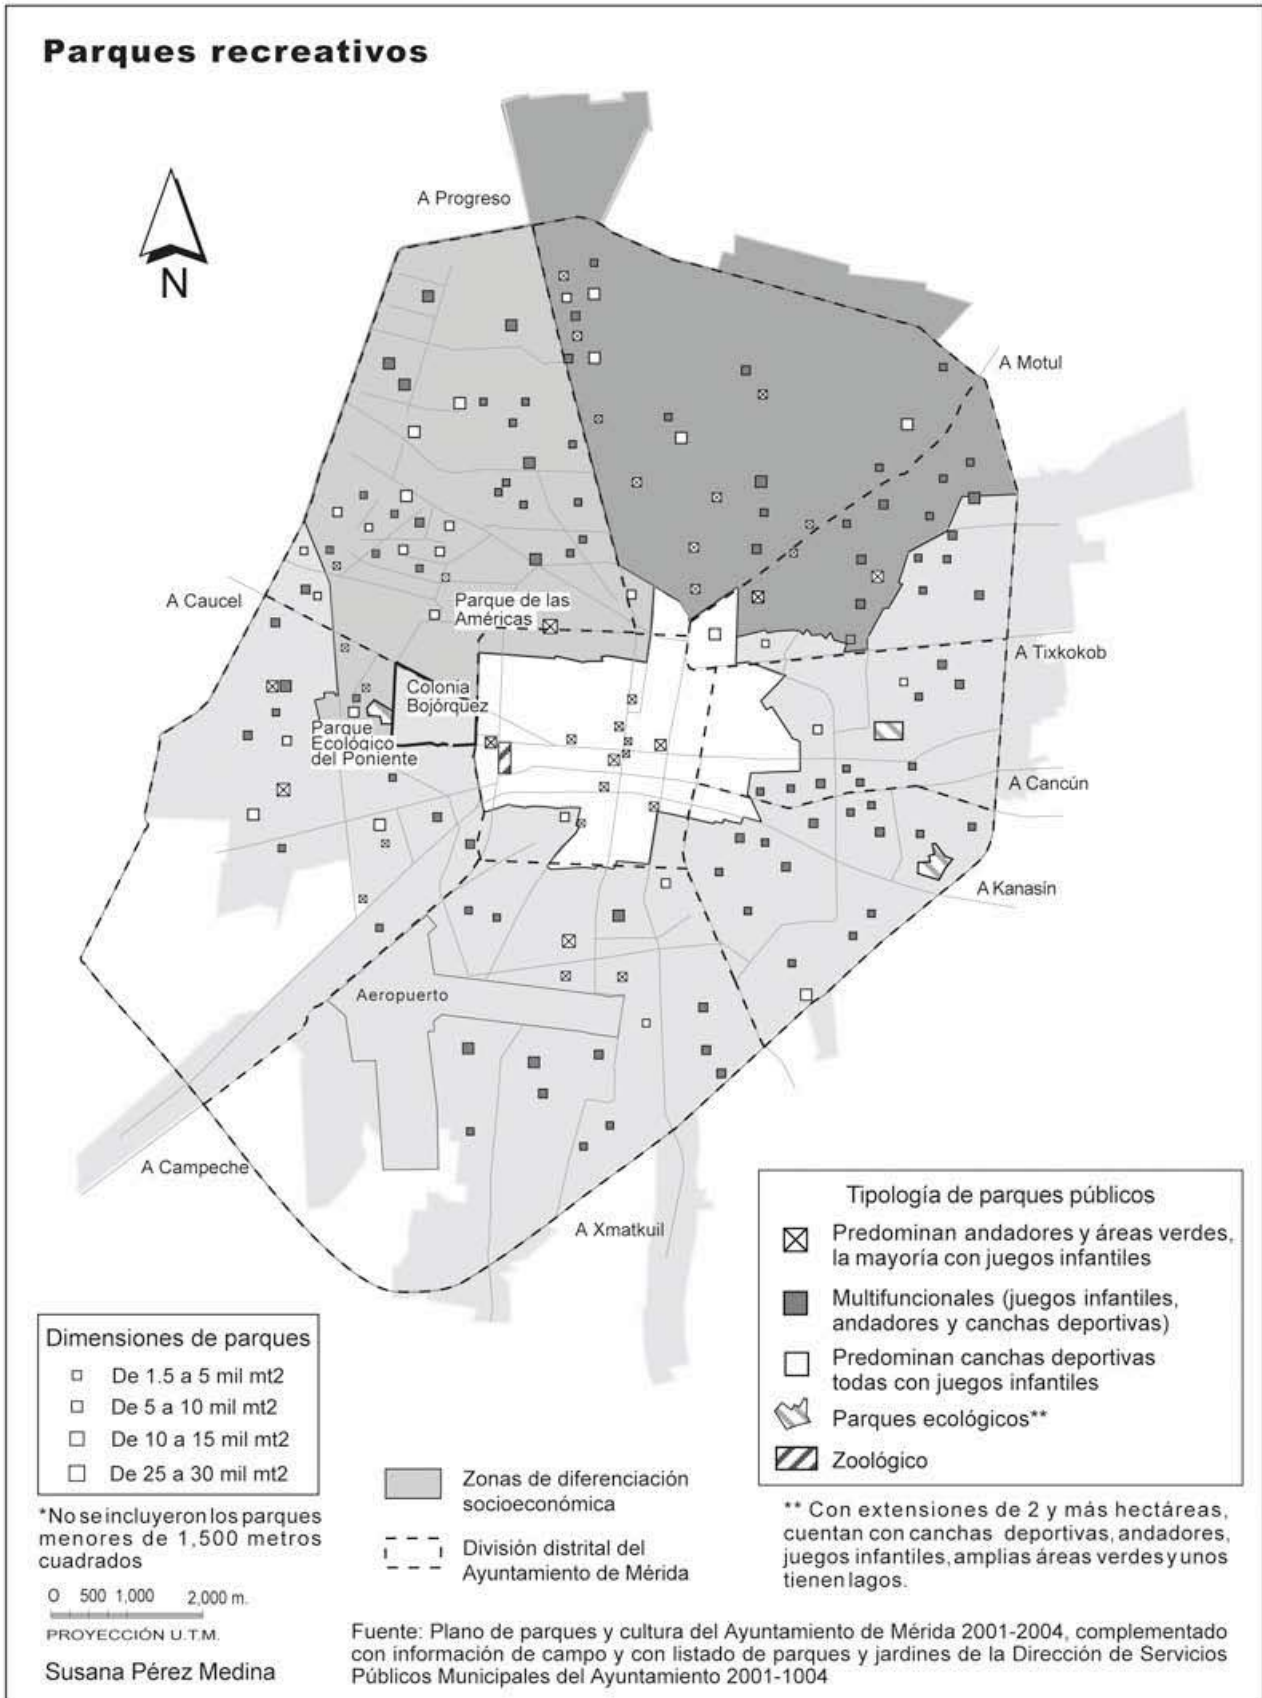 Parques recreativos
A Progreso
N
A Motul
A Caucel
Parque de las
Américas
A Tixkokob
Colonia
Bojórquez
Parque
Ecológico
del Poniente
A Cancún
A Kanasín
Aeropuerto
A Campeche
A Xmatkuil
Tipología de parques públicos
Predominan andadores y áreas verdes,
la mayoría con juegos infantiles
Multifuncionales (juegos infantiles,
andadores y canchas deportivas)
Predominan canchas deportivas
todas con juegos infantiles
Parques ecológicos**
Zoológico
Dimensiones de parques
De 1.5 a 5 mil mt2
De 5 a 10 mil mt2
De 10 a 15 mil mt2
De 25 a 30 mil mt2
*No se incluyeron los parques
menores de 1,500 metros
cuadrados
Zonas de diferenciación
socioeconómica
División distrital del
Ayuntamiento de Mérida
** Con extensiones de 2 y más hectáreas,
cuentan con canchas deportivas, andadores,
juegos infantiles, amplias áreas verdes y unos
tienen lagos.
O 500 1,000 2,000 m.
PROYECCIÓN U.T.M.
Susana Pérez Medina
Fuente: Plano de parques y cultura del Ayuntamiento de Mérida 2001-2004, complementado
con información de campo y con listado de parques y jardines de la Dirección de Servicios
Públicos Municipales del Ayuntamiento 2001-1004